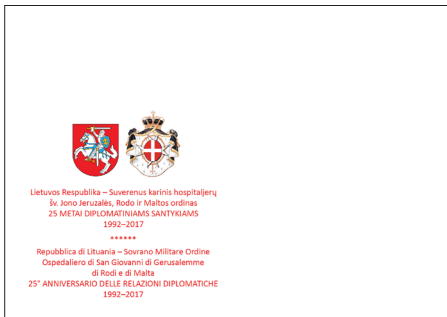 Lietuvos Respublika – Suverenus karinis hospitaljerų
šv. Jono Jeruzalės, Rodo ir Maltos ordinas
25 METAI DIPLOMATINIAMS SANTYKIAMS
1992–2017
******
Repubblica di Lituania – Sovrano Militare Ordine
Ospedaliero di San Giovanni di Gerusalemme
di Rodi e di Malta
25° ANNIVERSARIO DELLE RELAZIONI DIPLOMATICHE
1992–2017